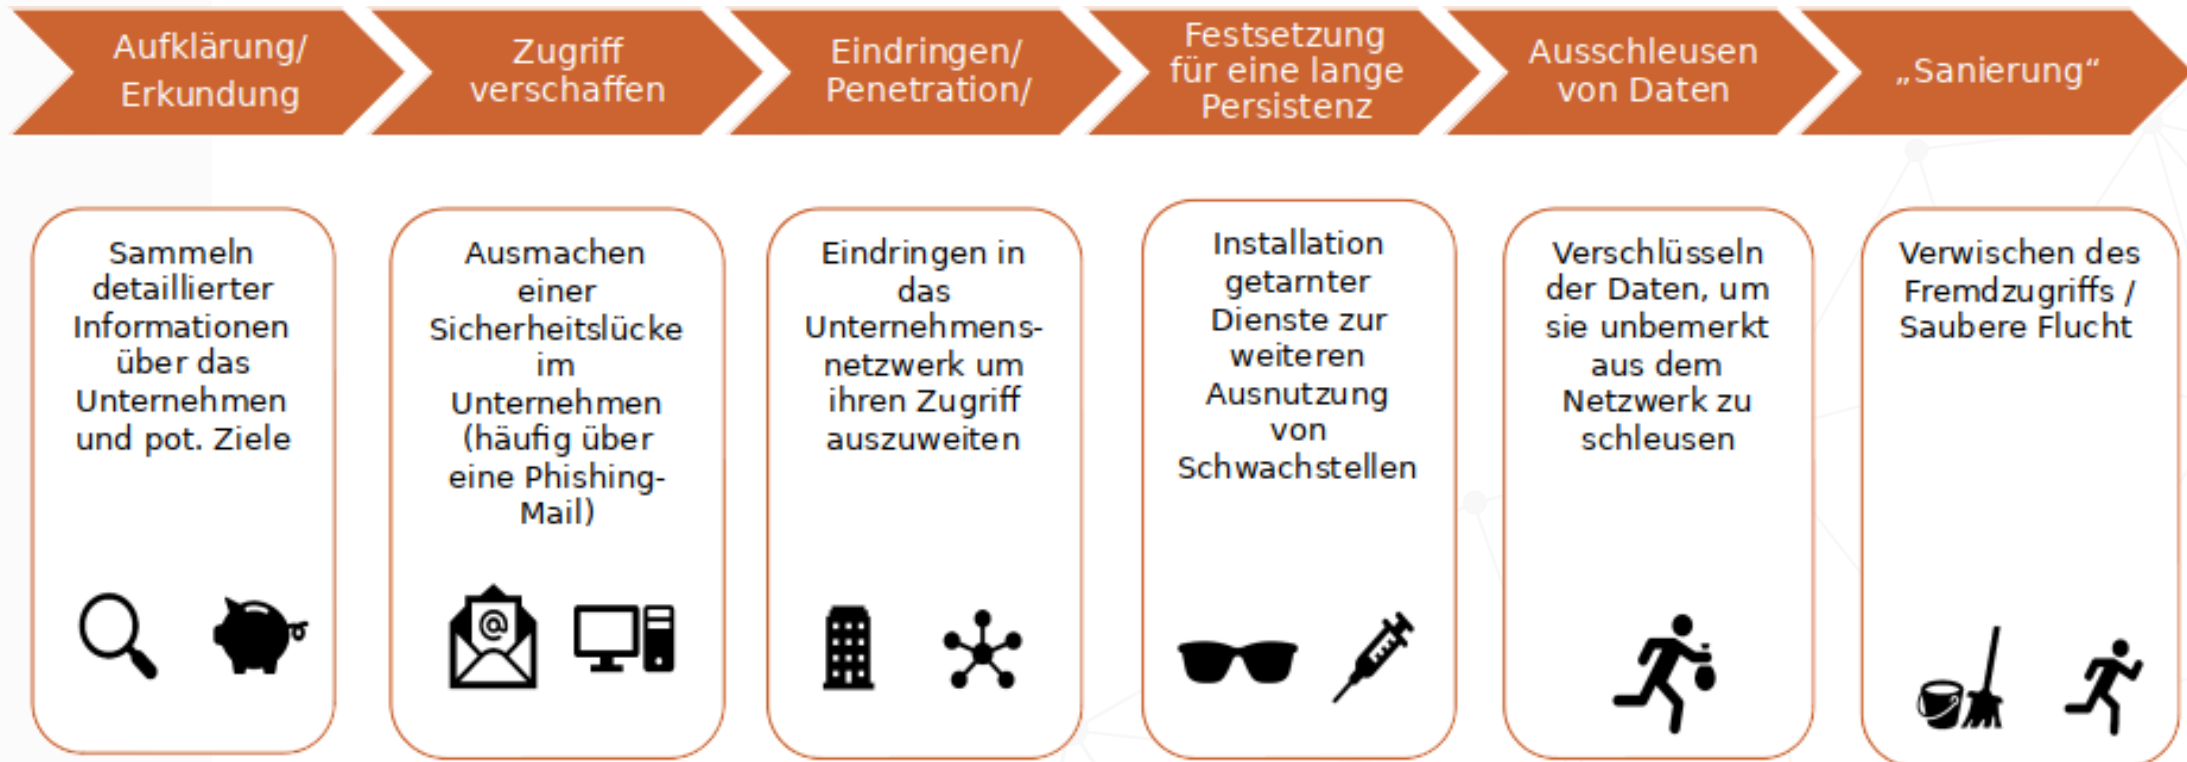 Aufklärung/
Erkundung
Zugriff
verschaffen
Eindringen/
Penetration/
Festsetzung
für eine lange
Persistenz
Ausschleusen
von Daten
„Sanierung“
Sammeln
detaillierter
Informationen
über das
Unternehmen
und pot. Ziele
Ausmachen
einer
Sicherheitslücke
im
Unternehmen
(häufig über
eine Phishing-
Mail)
@
Eindringen in
das
Unternehmens-
netzwerk um
ihren Zugriff
auszuweiten
Installation
getarnter
Dienste zur
weiteren
Ausnutzung
von
Schwachstellen
Verschlüsseln
der Daten, um
sie unbemerkt
aus dem
Netzwerk zu
schleusen
Verwischen des
Fremdzugriffs /
Saubere Flucht